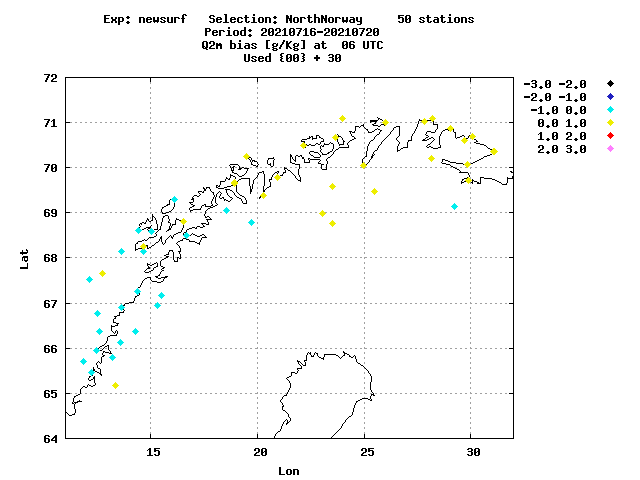 Exp: newsurf Selection: NorthNorway 50 stations
Period: 20210716-20210720
Q2m bias [g/Kg] at 06 UTC
Used {00} + 30
72
71
70
69
68
67
66
65
64
Lat
15 20 25 30
Lon
-3.0 -2.0
-2.0 -1.0
-1.0 0.0
0.0 1.0
1.0 2.0
2.0 3.0